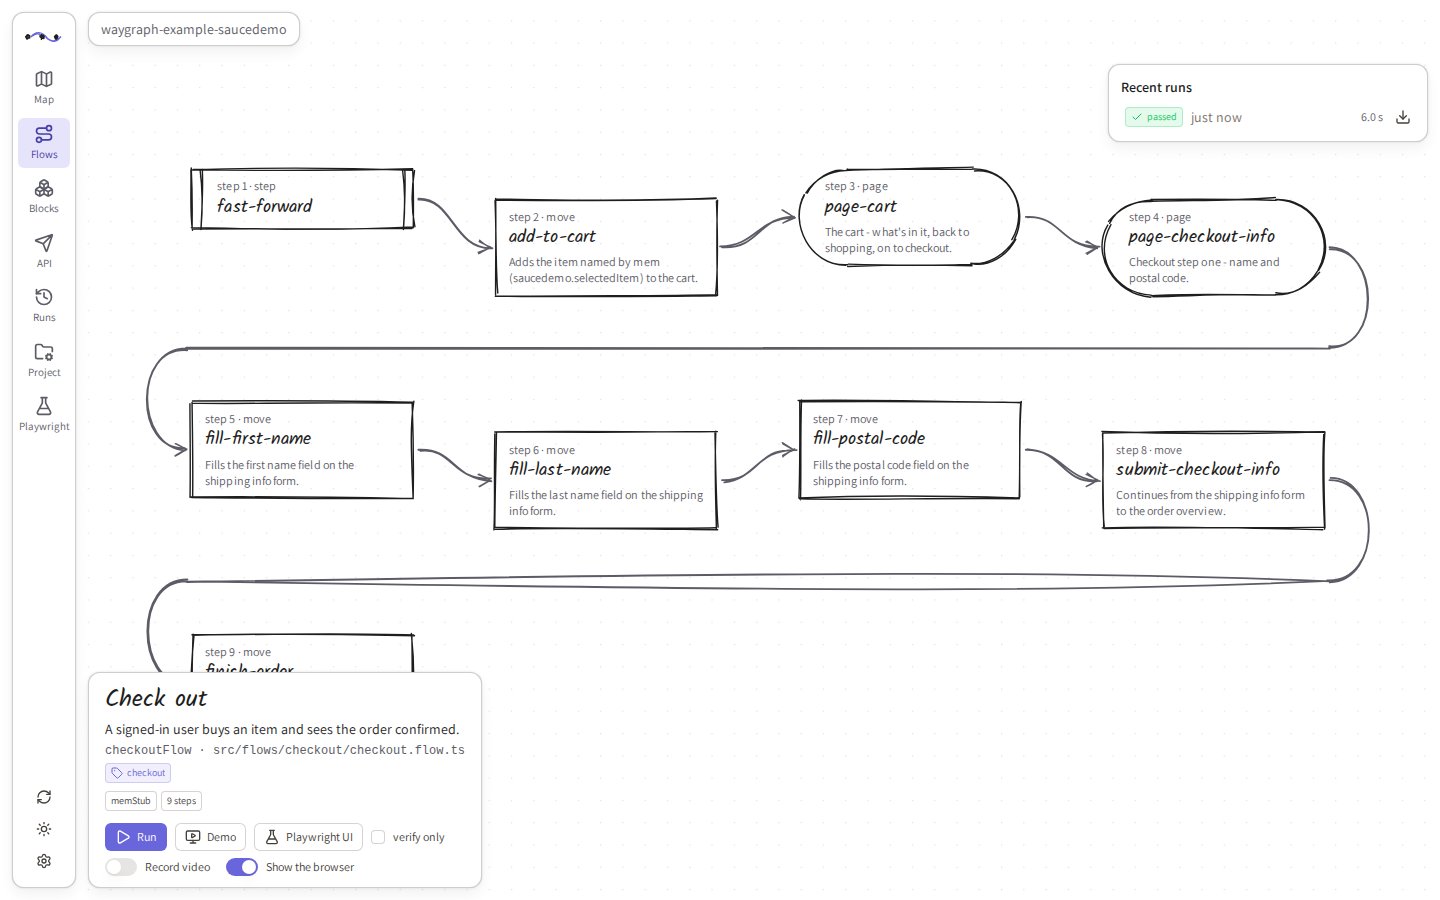 waygraph-example-saucedemo
Map
Flows
Blocks
API
Runs
Project
Playwright
Recent runs
passed just now 6.0 s
step 1 · step
fast-forward
step 2 · move
add-to-cart
Adds the item named by mem
(saucedemo.selectedItem) to the cart.
step 3 · page
page-cart
The cart - what's in it, back to
shopping, on to checkout.
step 4 · page
page-checkout-info
Checkout step one - name and
postal code.
step 5 · move
fill-first-name
Fills the first name field on the
shipping info form.
step 6 · move
fill-last-name
Fills the last name field on the shipping
info form.
step 7 · move
fill-postal-code
Fills the postal code field on the
shipping info form.
step 8 · move
submit-checkout-info
Continues from the shipping info form
to the order overview.
step 9 · move
finish-order
Check out
A signed-in user buys an item and sees the order confirmed.
checkoutFlow · src/flows/checkout/checkout.flow.ts
checkout
memStub 9 steps
Run Demo Playwright UI verify only
Record video Show the browser